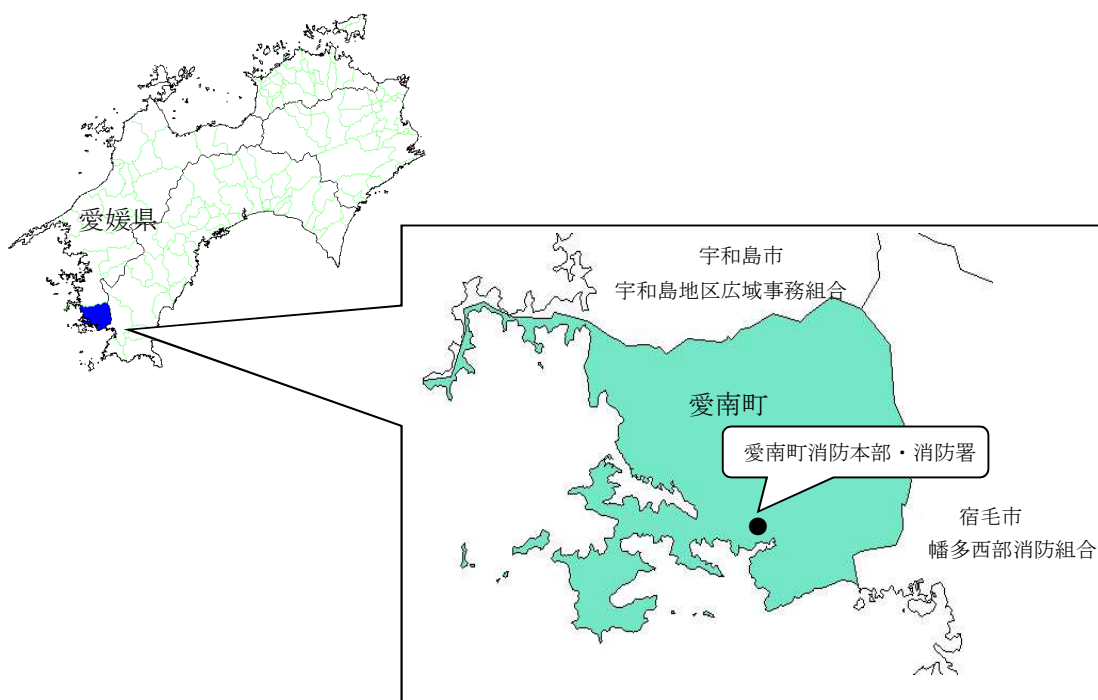 愛媛県
宇和島市
宇和島地区広域事務組合
愛南町
愛南町消防本部・消防署
宿毛市
幡多西部消防組合